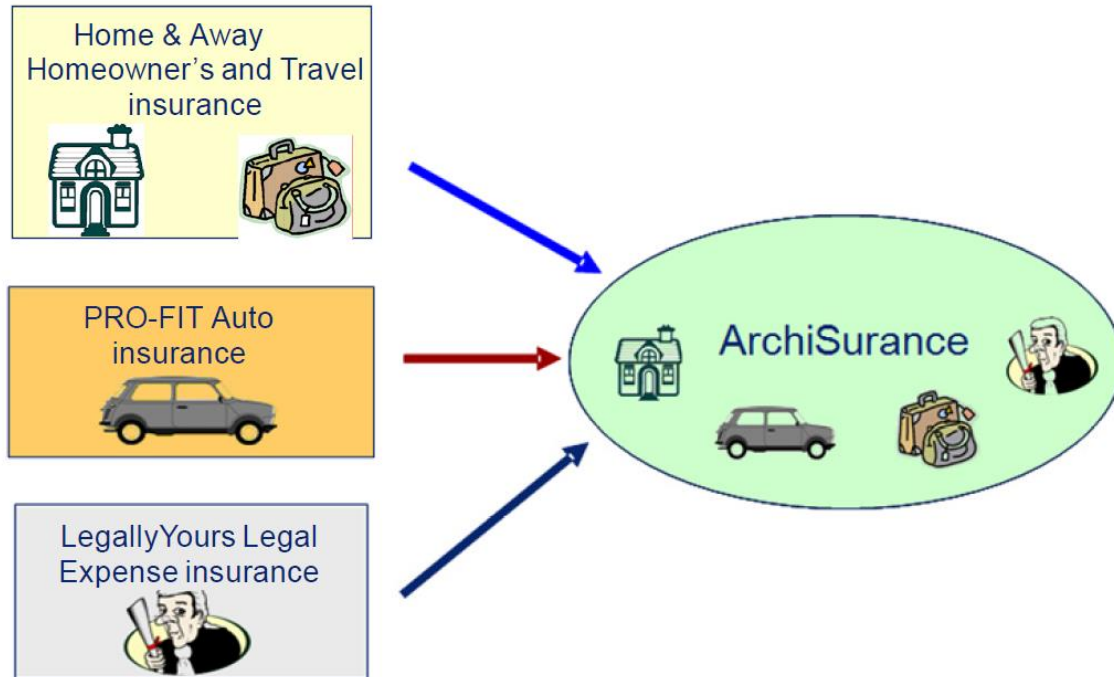 Home & Away
Homeowner's and Travel
insurance
PRO-FIT Auto
insurance
LegallyYours Legal
Expense insurance
ArchiSurance